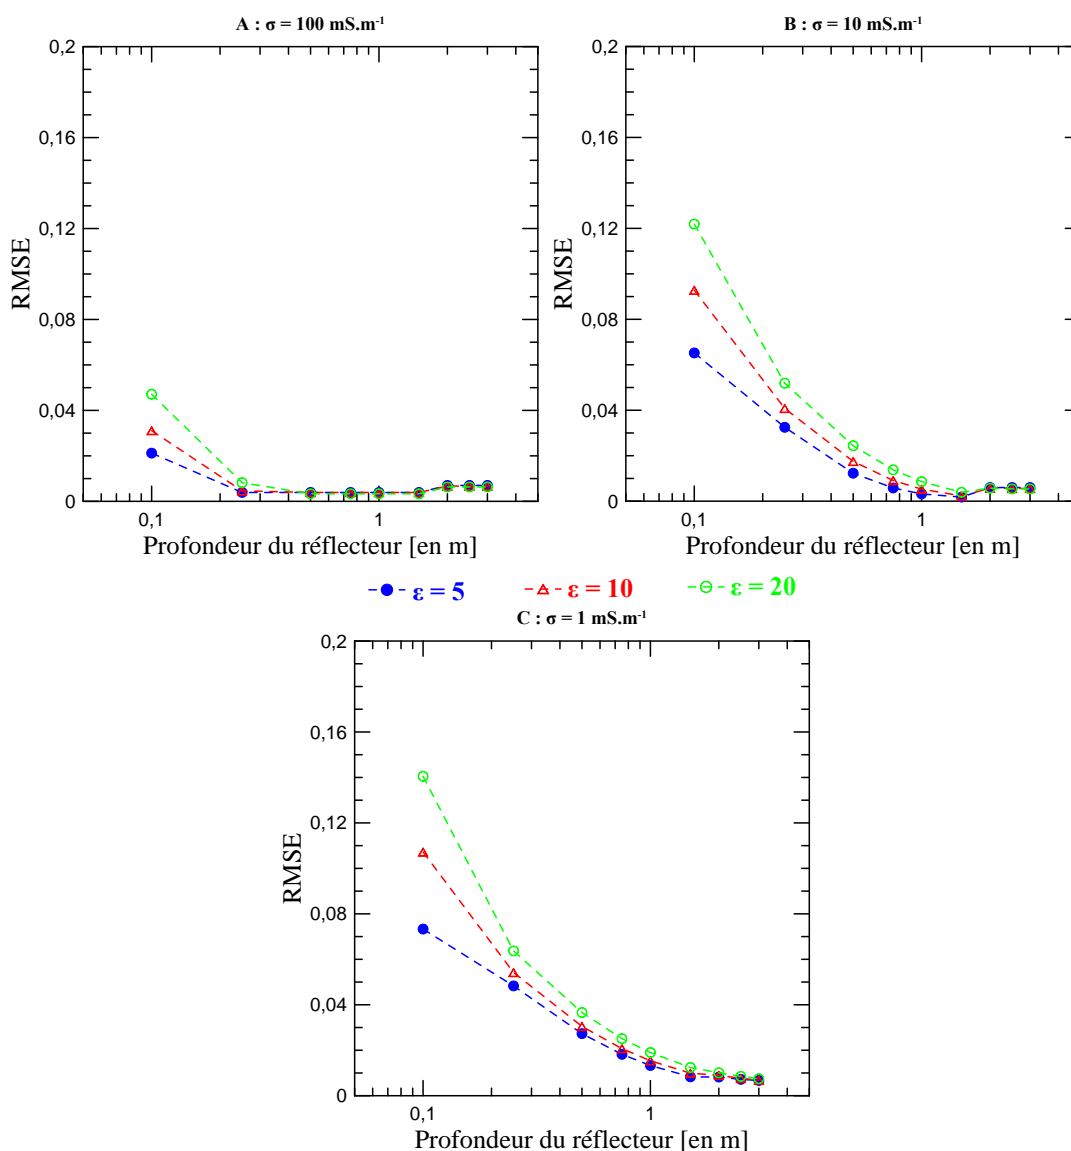 A : σ = 100 mS.m⁻¹
0,2
0,16
0,12
0,08
0,04
0
RMSE
0,1
1
Profondeur du réflecteur [en m]
B : σ = 10 mS.m⁻¹
0,2
0,16
0,12
0,08
0,04
0
RMSE
0,1
1
Profondeur du réflecteur [en m]
ε = 5
ε = 10
ε = 20
C : σ = 1 mS.m⁻¹
0,2
0,16
0,12
0,08
0,04
0
RMSE
0,1
1
Profondeur du réflecteur [en m]